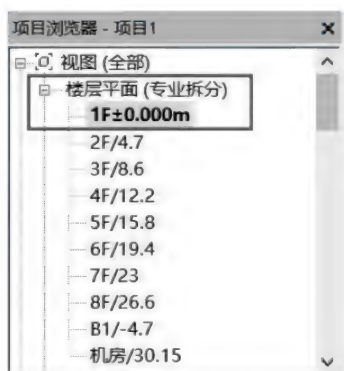 项目浏览器 - 项目1
视图 (全部)
楼层平面 (专业拆分)
1F±0.000m
2F/4.7
3F/8.6
4F/12.2
5F/15.8
6F/19.4
7F/23
8F/26.6
B1/-4.7
机房/30.15